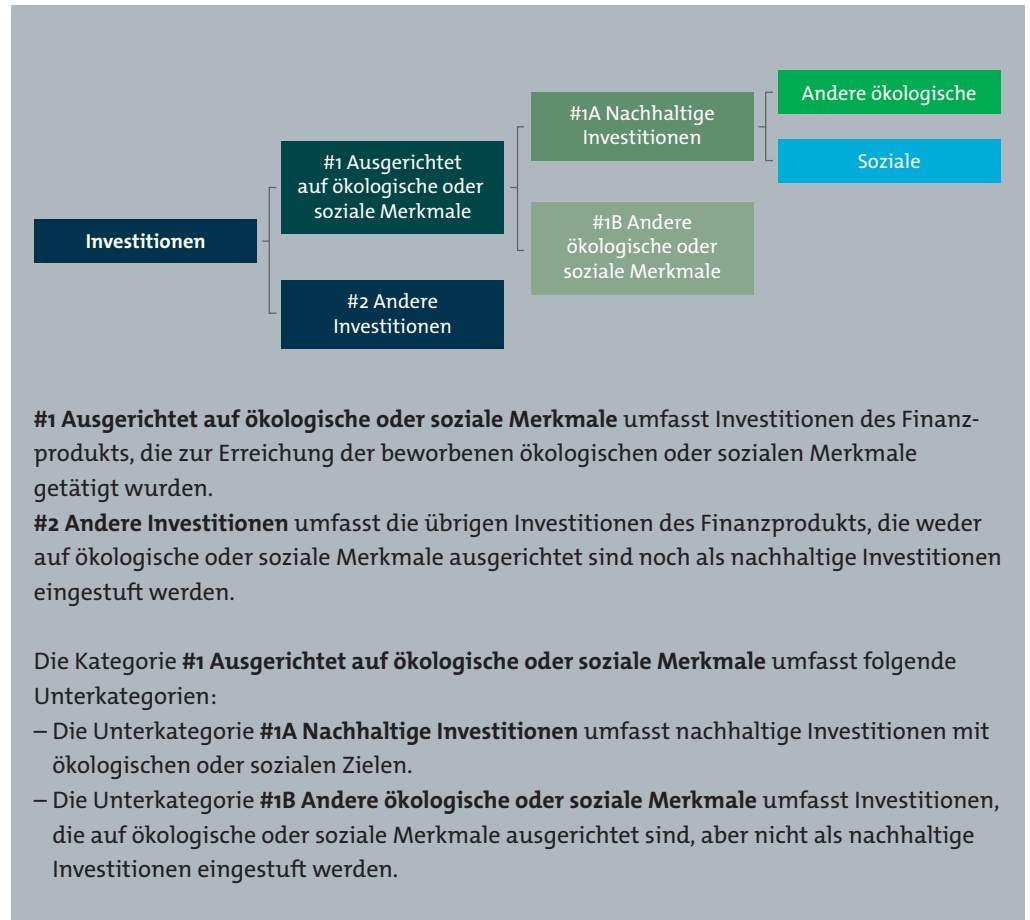 Andere ökologische
#1A Nachhaltige
Investitionen
Soziale
#1 Ausgerichtet
auf ökologische oder
soziale Merkmale
#1B Andere
ökologische oder
soziale Merkmale
Investitionen
#2 Andere
Investitionen
#1 Ausgerichtet auf ökologische oder soziale Merkmale umfasst Investitionen des Finanz-
produkts, die zur Erreichung der beworbenen ökologischen oder sozialen Merkmale
getätigt wurden.
#2 Andere Investitionen umfasst die übrigen Investitionen des Finanzprodukts, die weder
auf ökologische oder soziale Merkmale ausgerichtet sind noch als nachhaltige Investitionen
eingestuft werden.
Die Kategorie #1 Ausgerichtet auf ökologische oder soziale Merkmale umfasst folgende
Unterkategorien:
– Die Unterkategorie #1A Nachhaltige Investitionen umfasst nachhaltige Investitionen mit
ökologischen oder sozialen Zielen.
– Die Unterkategorie #1B Andere ökologische oder soziale Merkmale umfasst Investitionen,
die auf ökologische oder soziale Merkmale ausgerichtet sind, aber nicht als nachhaltige
Investitionen eingestuft werden.